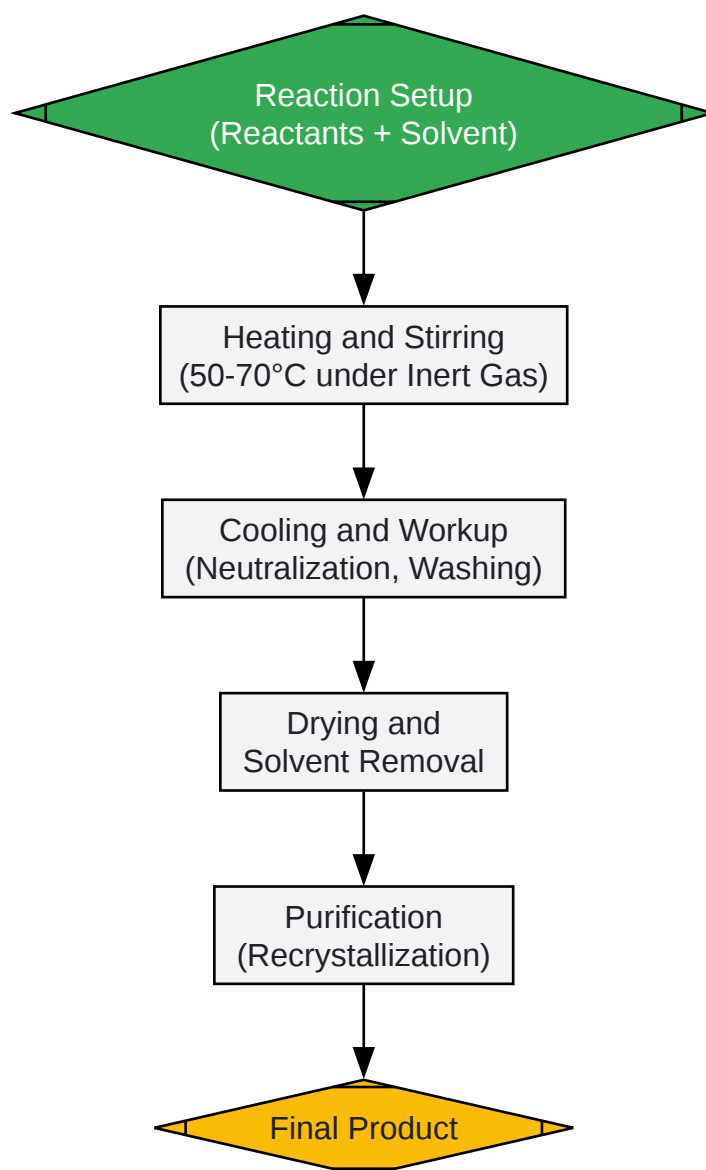 Reaction Setup
(Reactants + Solvent)
Heating and Stirring
(50-70°C under Inert Gas)
Cooling and Workup
(Neutralization, Washing)
Drying and
Solvent Removal
Purification
(Recrystallization)
Final Product